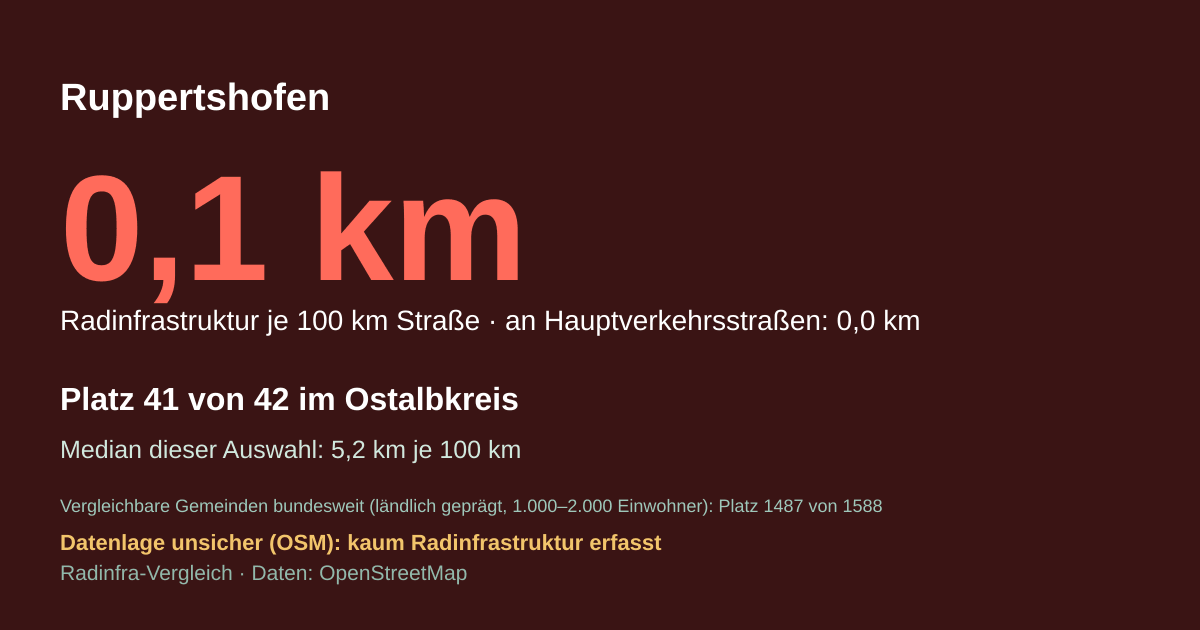 Ruppertshofen
0,1 km
Radinfrastruktur je 100 km Straße · an Hauptverkehrsstraßen: 0,0 km
Platz 41 von 42 im Ostalbkreis
Median dieser Auswahl: 5,2 km je 100 km
Vergleichbare Gemeinden bundesweit (ländlich geprägt, 1.000–2.000 Einwohner): Platz 1487 von 1588
Datenlage unsicher (OSM): kaum Radinfrastruktur erfasst
Radinfra-Vergleich · Daten: OpenStreetMap